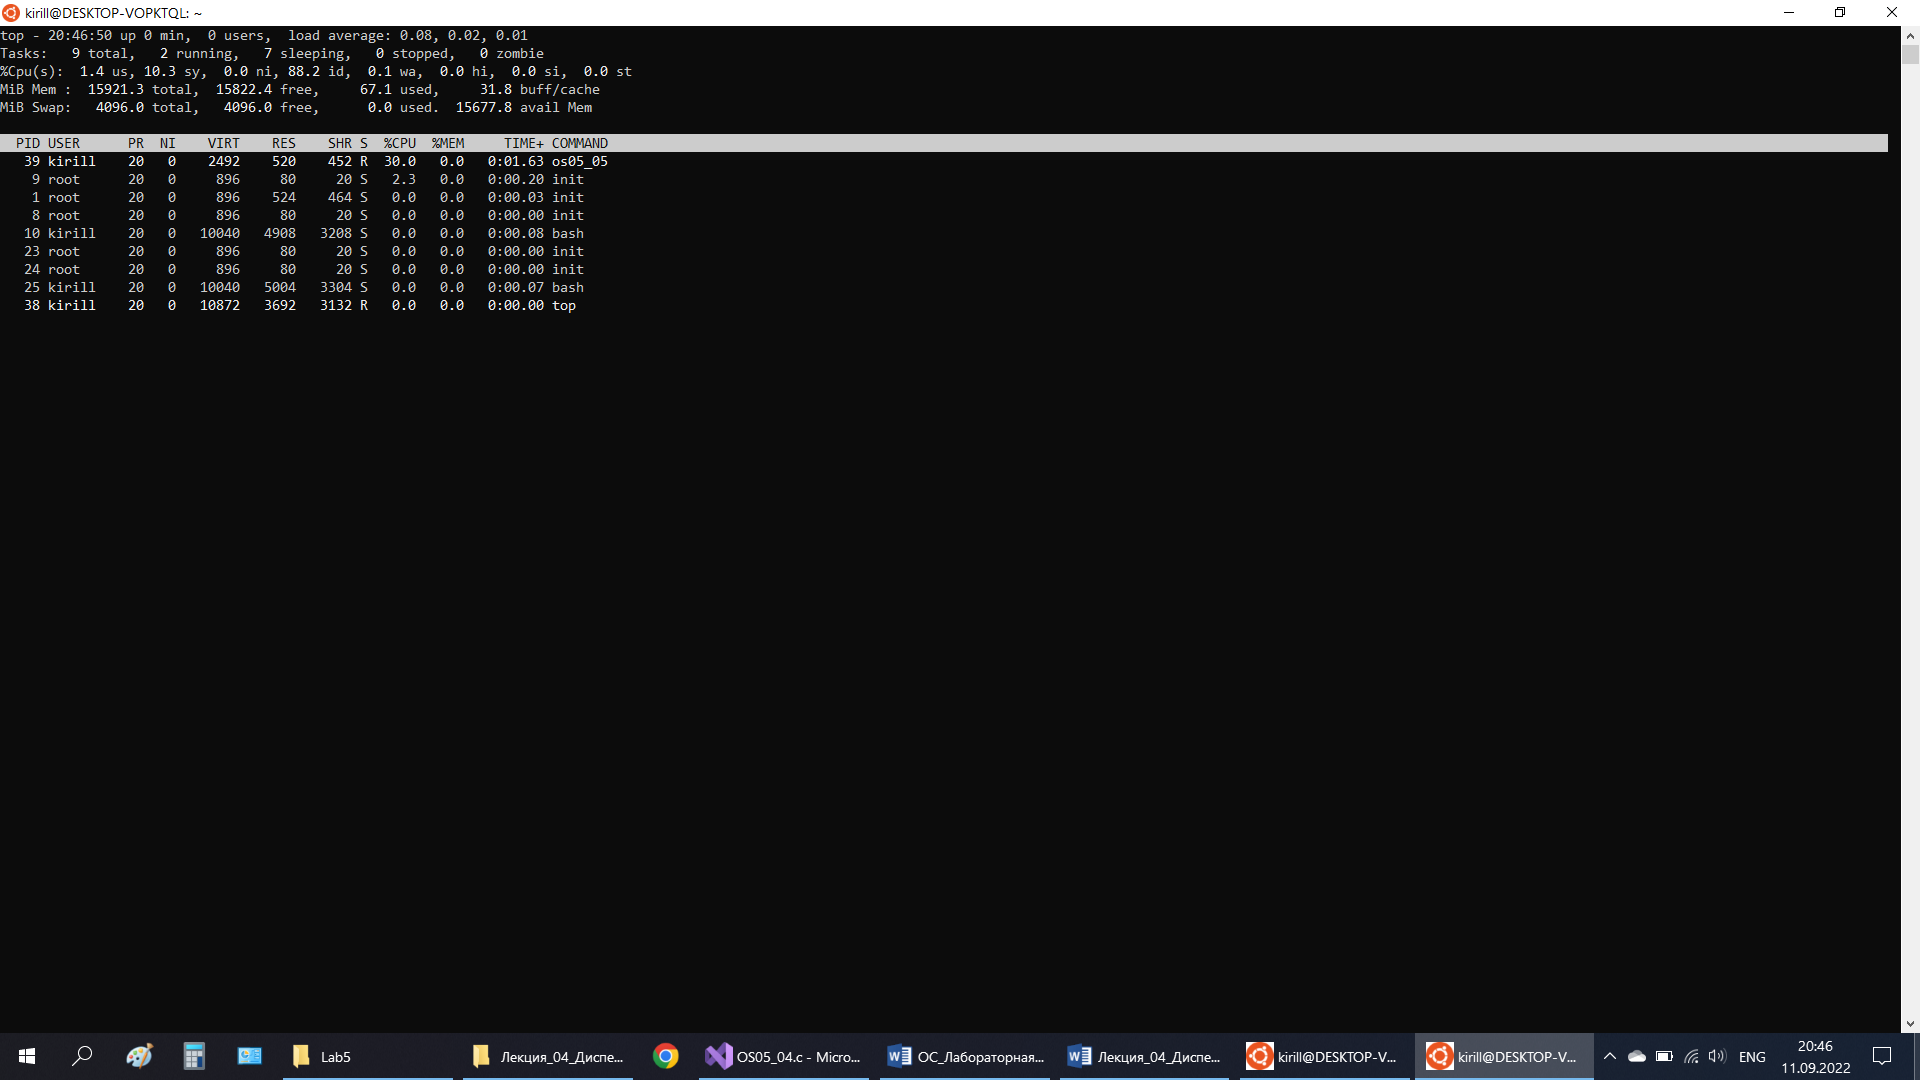 kirill@DESKTOP-VOPKTQL: ~
top - 20:46:50 up 0 min,  0 users,  load average: 0.08, 0.02, 0.01
Tasks:   9 total,   2 running,   7 sleeping,   0 stopped,   0 zombie
%Cpu(s):  1.4 us, 10.3 sy,  0.0 ni, 88.2 id,  0.1 wa,  0.0 hi,  0.0 si,  0.0 st
MiB Mem :  15921.3 total,  15822.4 free,     67.1 used,     31.8 buff/cache
MiB Swap:   4096.0 total,   4096.0 free,      0.0 used.  15677.8 avail Mem
  PID USER      PR  NI    VIRT    RES    SHR S  %CPU  %MEM     TIME+ COMMAND
   39 kirill    20   0    2492    520    452 R  30.0   0.0   0:01.63 os05_05
    9 root      20   0     896     80     20 S   2.3   0.0   0:00.20 init
    1 root      20   0     896    524    464 S   0.0   0.0   0:00.03 init
    8 root      20   0     896     80     20 S   0.0   0.0   0:00.00 init
   10 kirill    20   0   10040   4908   3208 S   0.0   0.0   0:00.08 bash
   23 root      20   0     896     80     20 S   0.0   0.0   0:00.00 init
   24 root      20   0     896     80     20 S   0.0   0.0   0:00.00 init
   25 kirill    20   0   10040   5004   3304 S   0.0   0.0   0:00.07 bash
   38 kirill    20   0   10872   3692   3132 R   0.0   0.0   0:00.00 top
Lab5
Лекция_04_Диспе...
OS05_04.c - Micro...
ОС_Лабораторная...
Лекция_04_Диспе...
kirill@DESKTOP-V...
kirill@DESKTOP-V...
ENG
20:46
11.09.2022